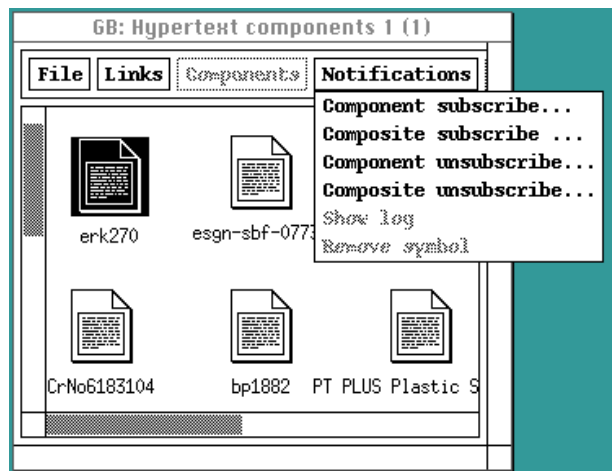 GB: Hypertext components 1 (1)
File Links Components Notifications
Component subscribe...
Composite subscribe ...
Component unsubscribe...
Composite unsubscribe...
Show log
Remove symbol
erk270 esgn-sbf-0773
CrNo6183104 bp1882 PT PLUS Plastic S